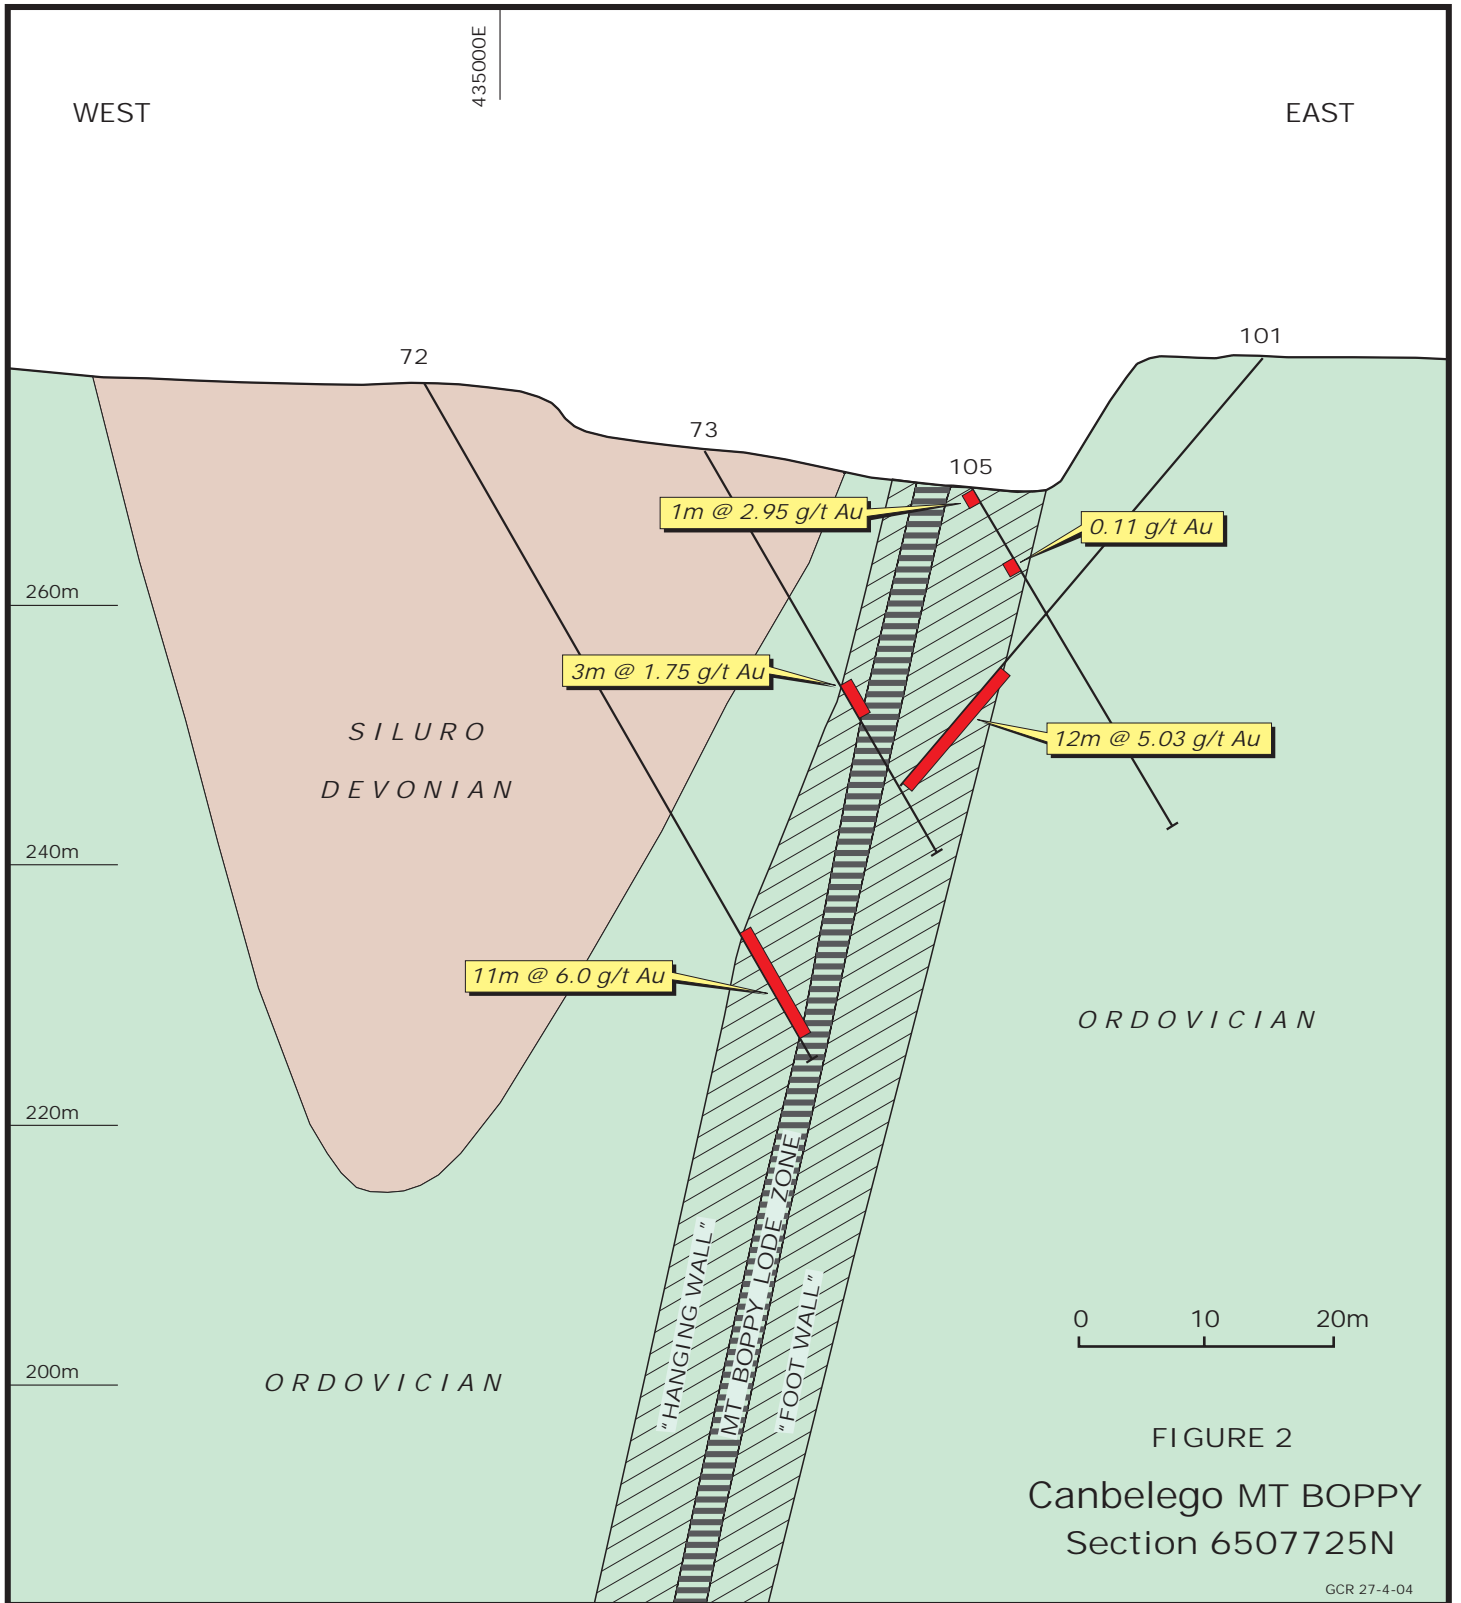 435000E
WEST
EAST
101
72
73
105
1m @ 2.95 g/t Au
0.11 g/t Au
260m
3m @ 1.75 g/t Au
SILURO
DEVONIAN
12m @ 5.03 g/t Au
240m
11m @ 6.0 g/t Au
ORDOVICIAN
220m
"HANGING WALL"
MT BOPPY LODE ZONE
"FOOT WALL"
0 10 20m
200m
ORDOVICIAN
FIGURE 2
Canbelego MT BOPPY
Section 6507725N
GCR 27-4-04